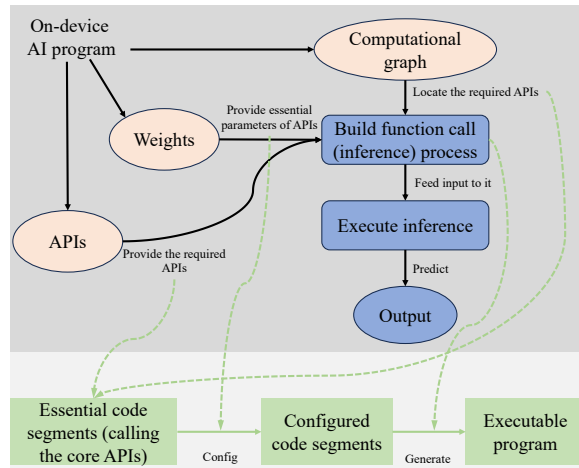 On-device
AI program
Computational
graph
Provide essential
parameters of APIs
Locate the required APIs
Weights
Build function call
(inference) process
Feed input to it
APIs
Provide the required
APIs
Execute inference
Predict
Output
Essential code
segments (calling
the core APIs)
Config
Configured
code segments
Generate
Executable
program